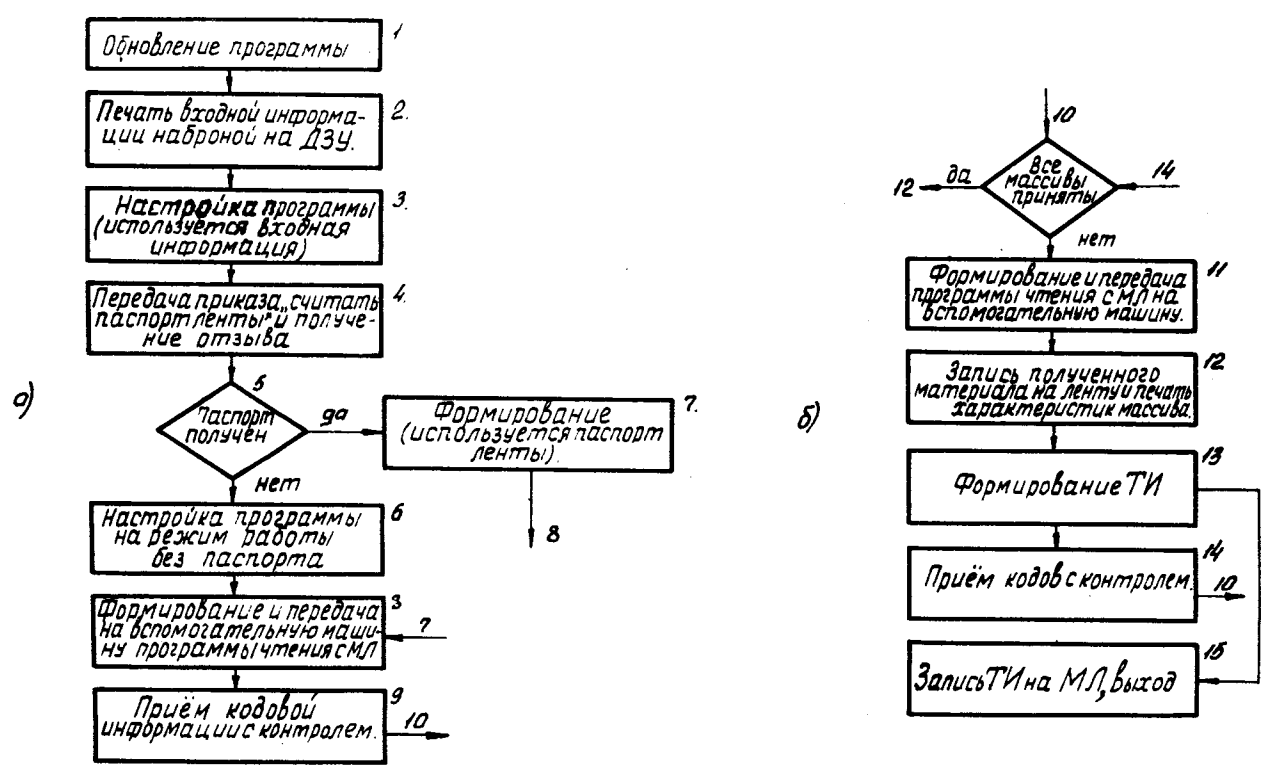 1
Обновление программы
2.
Печать входной информа-
ции наброной на ДЗУ.
3.
Настройка программы
(используется входная
информация)
4.
Передача приказа „считать
паспорт ленты" и получе-
ние отзыва
5
Паспорт
получен
да
нет
7.
Формирование
(используется паспорт
ленты).
8
а)
6
Настройка программы
на режим работы
без паспорта
3
Формирование и передача
на вспомогательную маши-
ну программы чтения с МЛ
7
9
Приём кодовой
информации с контролем.
10
б)
10
Все
массивы
приняты
да
12
14
нет
11
Формирование и передача
программы чтения с МЛ на
вспомогательную машину.
12
Запись полученного
материала на ленту и печать
характеристик массива.
13
Формирование ТИ
14
Приём кодов с контролем.
10
15
Запись ТИ на МЛ, выход